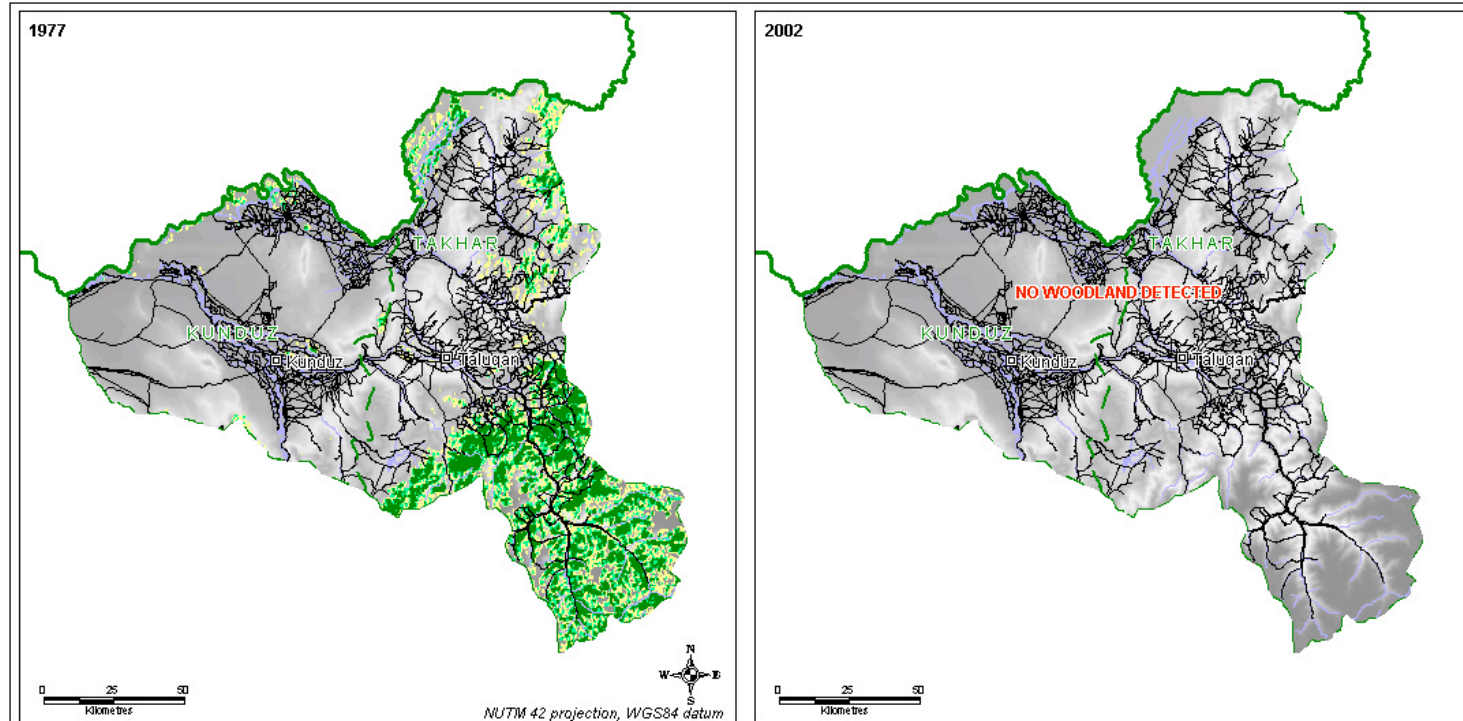 1977
TAKHAR
KUNDUZ
Kunduz
Taluqan
0 25 50
Kilometres
N
W E
S
NUTM 42 projection, WGS84 datum
2002
TAKHAR
NO WOODLAND DETECTED
KUNDUZ
Kunduz
Taluqan
0 25 50
Kilometres